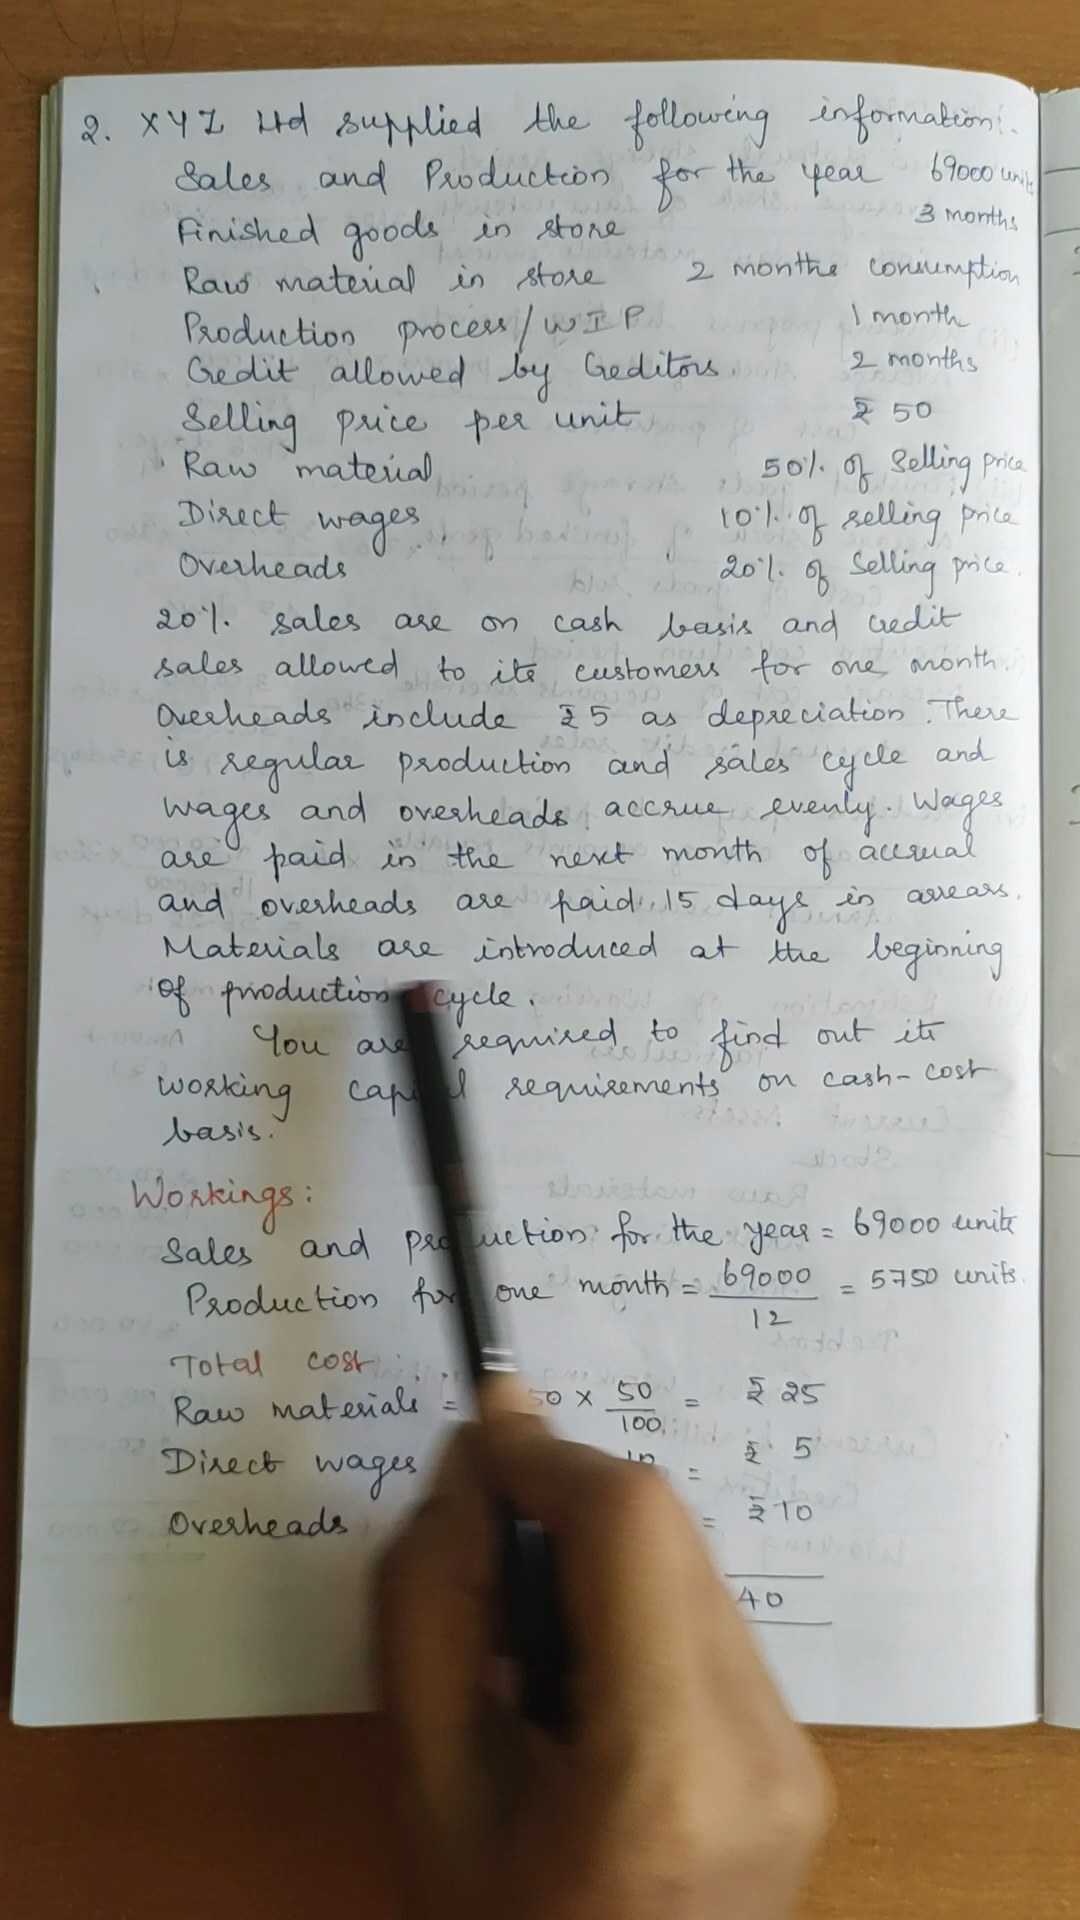 2. XYZ Ltd supplied the following information:
Sales and Production for the year 69000 units
Finished goods in store 3 months
Raw material in store 2 months consumption
Production process/WIP 1 month
Credit allowed by Creditors 2 months
Selling price per unit ₹ 50
Raw material 50% of Selling price
Direct wages 10% of selling price
Overheads 20% of Selling price.
20% sales are on cash basis and credit
sales allowed to its customers for one month.
Overheads include ₹5 as depreciation. There
is regular production and sales cycle and
wages and overheads accrue evenly. Wages
are paid in the next month of accrual
and overheads are paid 15 days in arrears.
Materials are introduced at the beginning
of production cycle.
You are required to find out its
working capital requirements on cash-cost
basis.
Workings:
Sales and production for the year = 69000 units
Production for one month = 69000/12 = 5750 units.
Total cost
Raw materials = 50 × 50/100 = ₹ 25
Direct wages = ₹ 5
Overheads = ₹ 10
40